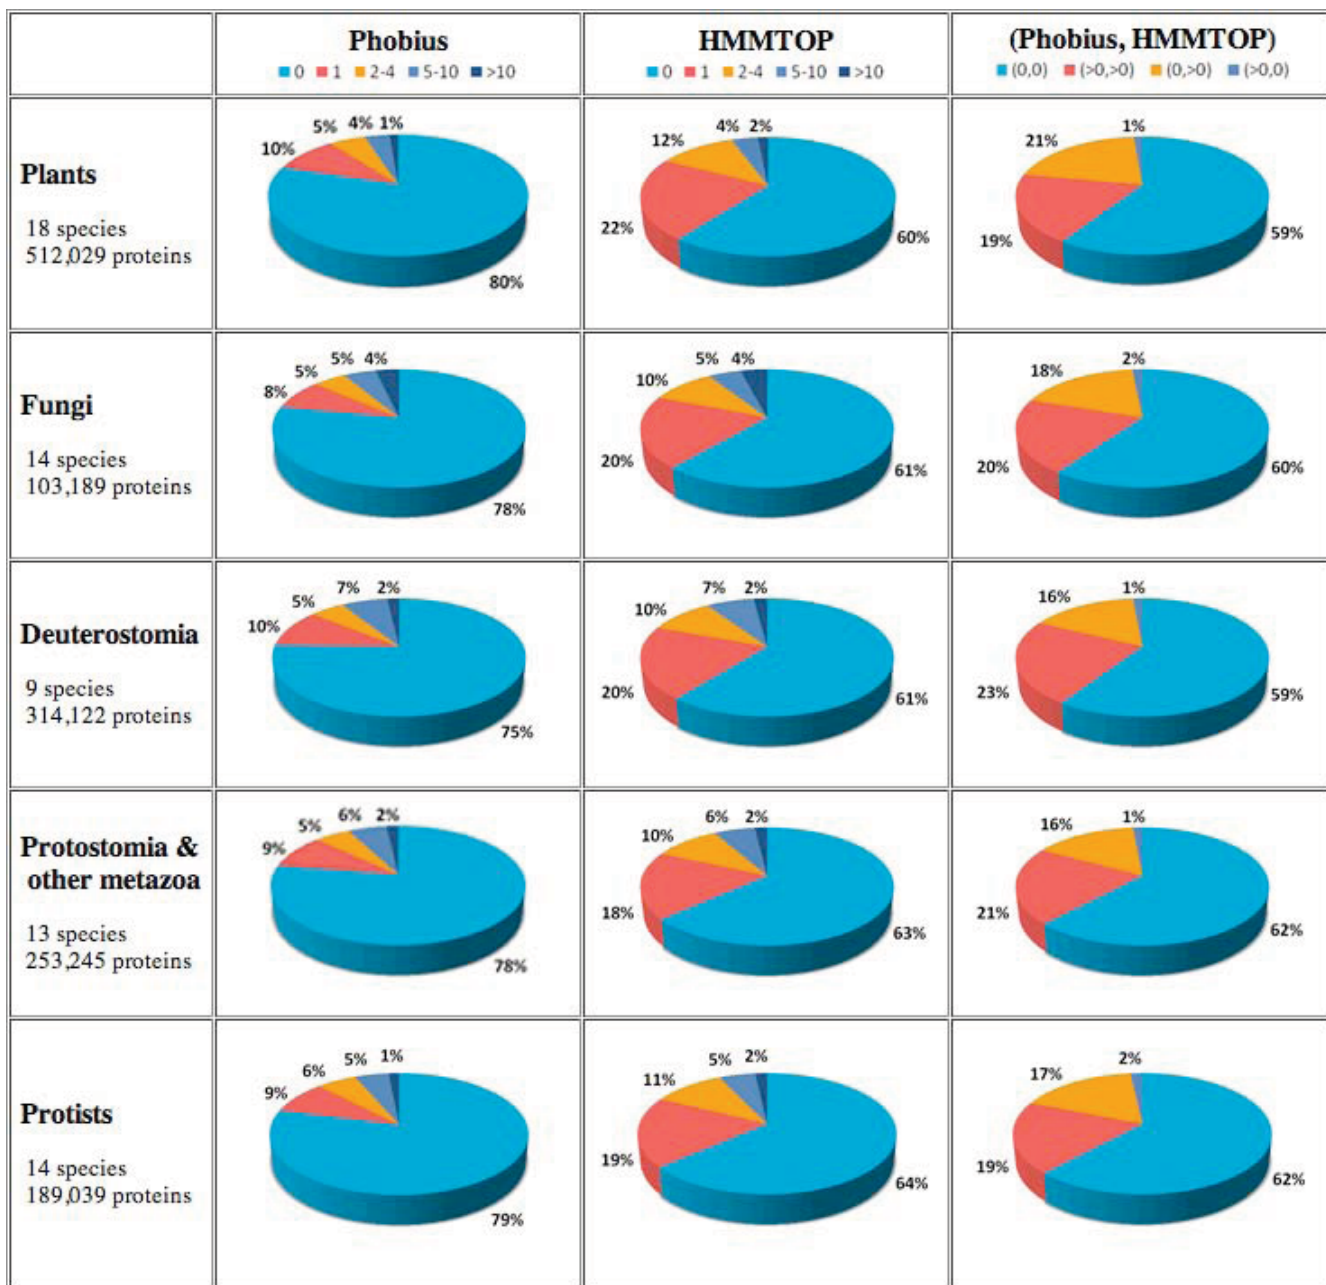 Phobius
0 1 2-4 5-10 >10
HMMTOP
0 1 2-4 5-10 >10
(Phobius, HMMTOP)
(0,0) (>0,>0) (0,>0) (>0,0)
Plants
18 species
512,029 proteins
5% 4% 1%
10%
80%
4% 2%
12%
22%
60%
1%
21%
19%
59%
Fungi
14 species
103,189 proteins
5% 5% 4%
8%
78%
5% 4%
10%
20%
61%
2%
18%
20%
60%
Deuterostomia
9 species
314,122 proteins
7% 2%
5%
10%
75%
7% 2%
10%
20%
61%
1%
16%
23%
59%
Protostomia &
other metazoa
13 species
253,245 proteins
6% 2%
5%
9%
78%
6% 2%
10%
18%
63%
1%
16%
21%
62%
Protists
14 species
189,039 proteins
5% 1%
6%
9%
79%
5% 2%
11%
19%
64%
2%
17%
19%
62%